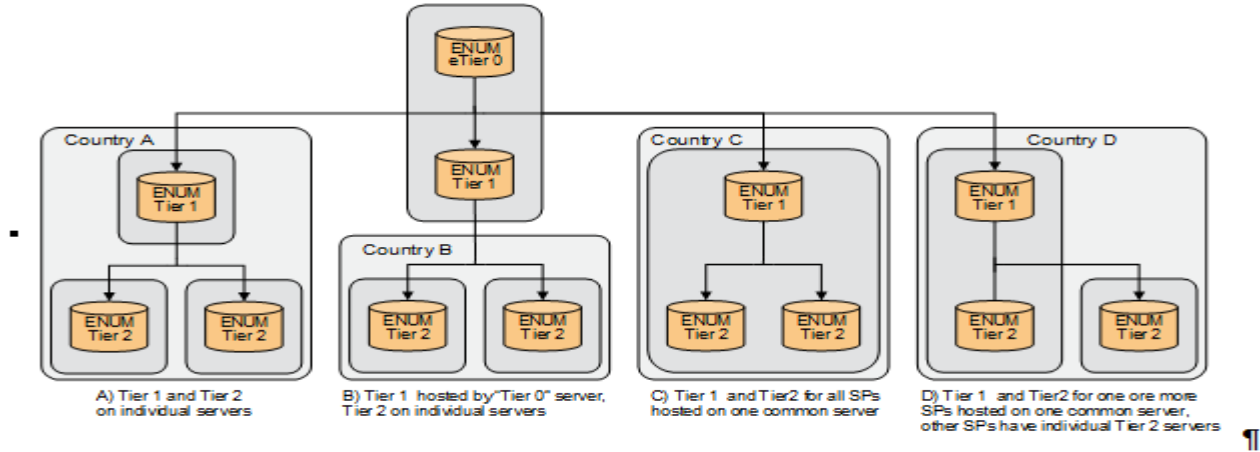 ENUM
eTier 0
Country A
ENUM
Tier 1
ENUM
Tier 2
ENUM
Tier 2
A) Tier 1 and Tier 2
on individual servers
ENUM
Tier 1
Country B
ENUM
Tier 2
ENUM
Tier 2
B) Tier 1 hosted by "Tier 0" server,
Tier 2 on individual servers
Country C
ENUM
Tier 1
ENUM
Tier 2
ENUM
Tier 2
C) Tier 1 and Tier2 for all SPs
hosted on one common server
Country D
ENUM
Tier 1
ENUM
Tier 2
ENUM
Tier 2
D) Tier 1 and Tier2 for one ore more
SPs hosted on one common server,
other SPs have individual Tier 2 servers
¶